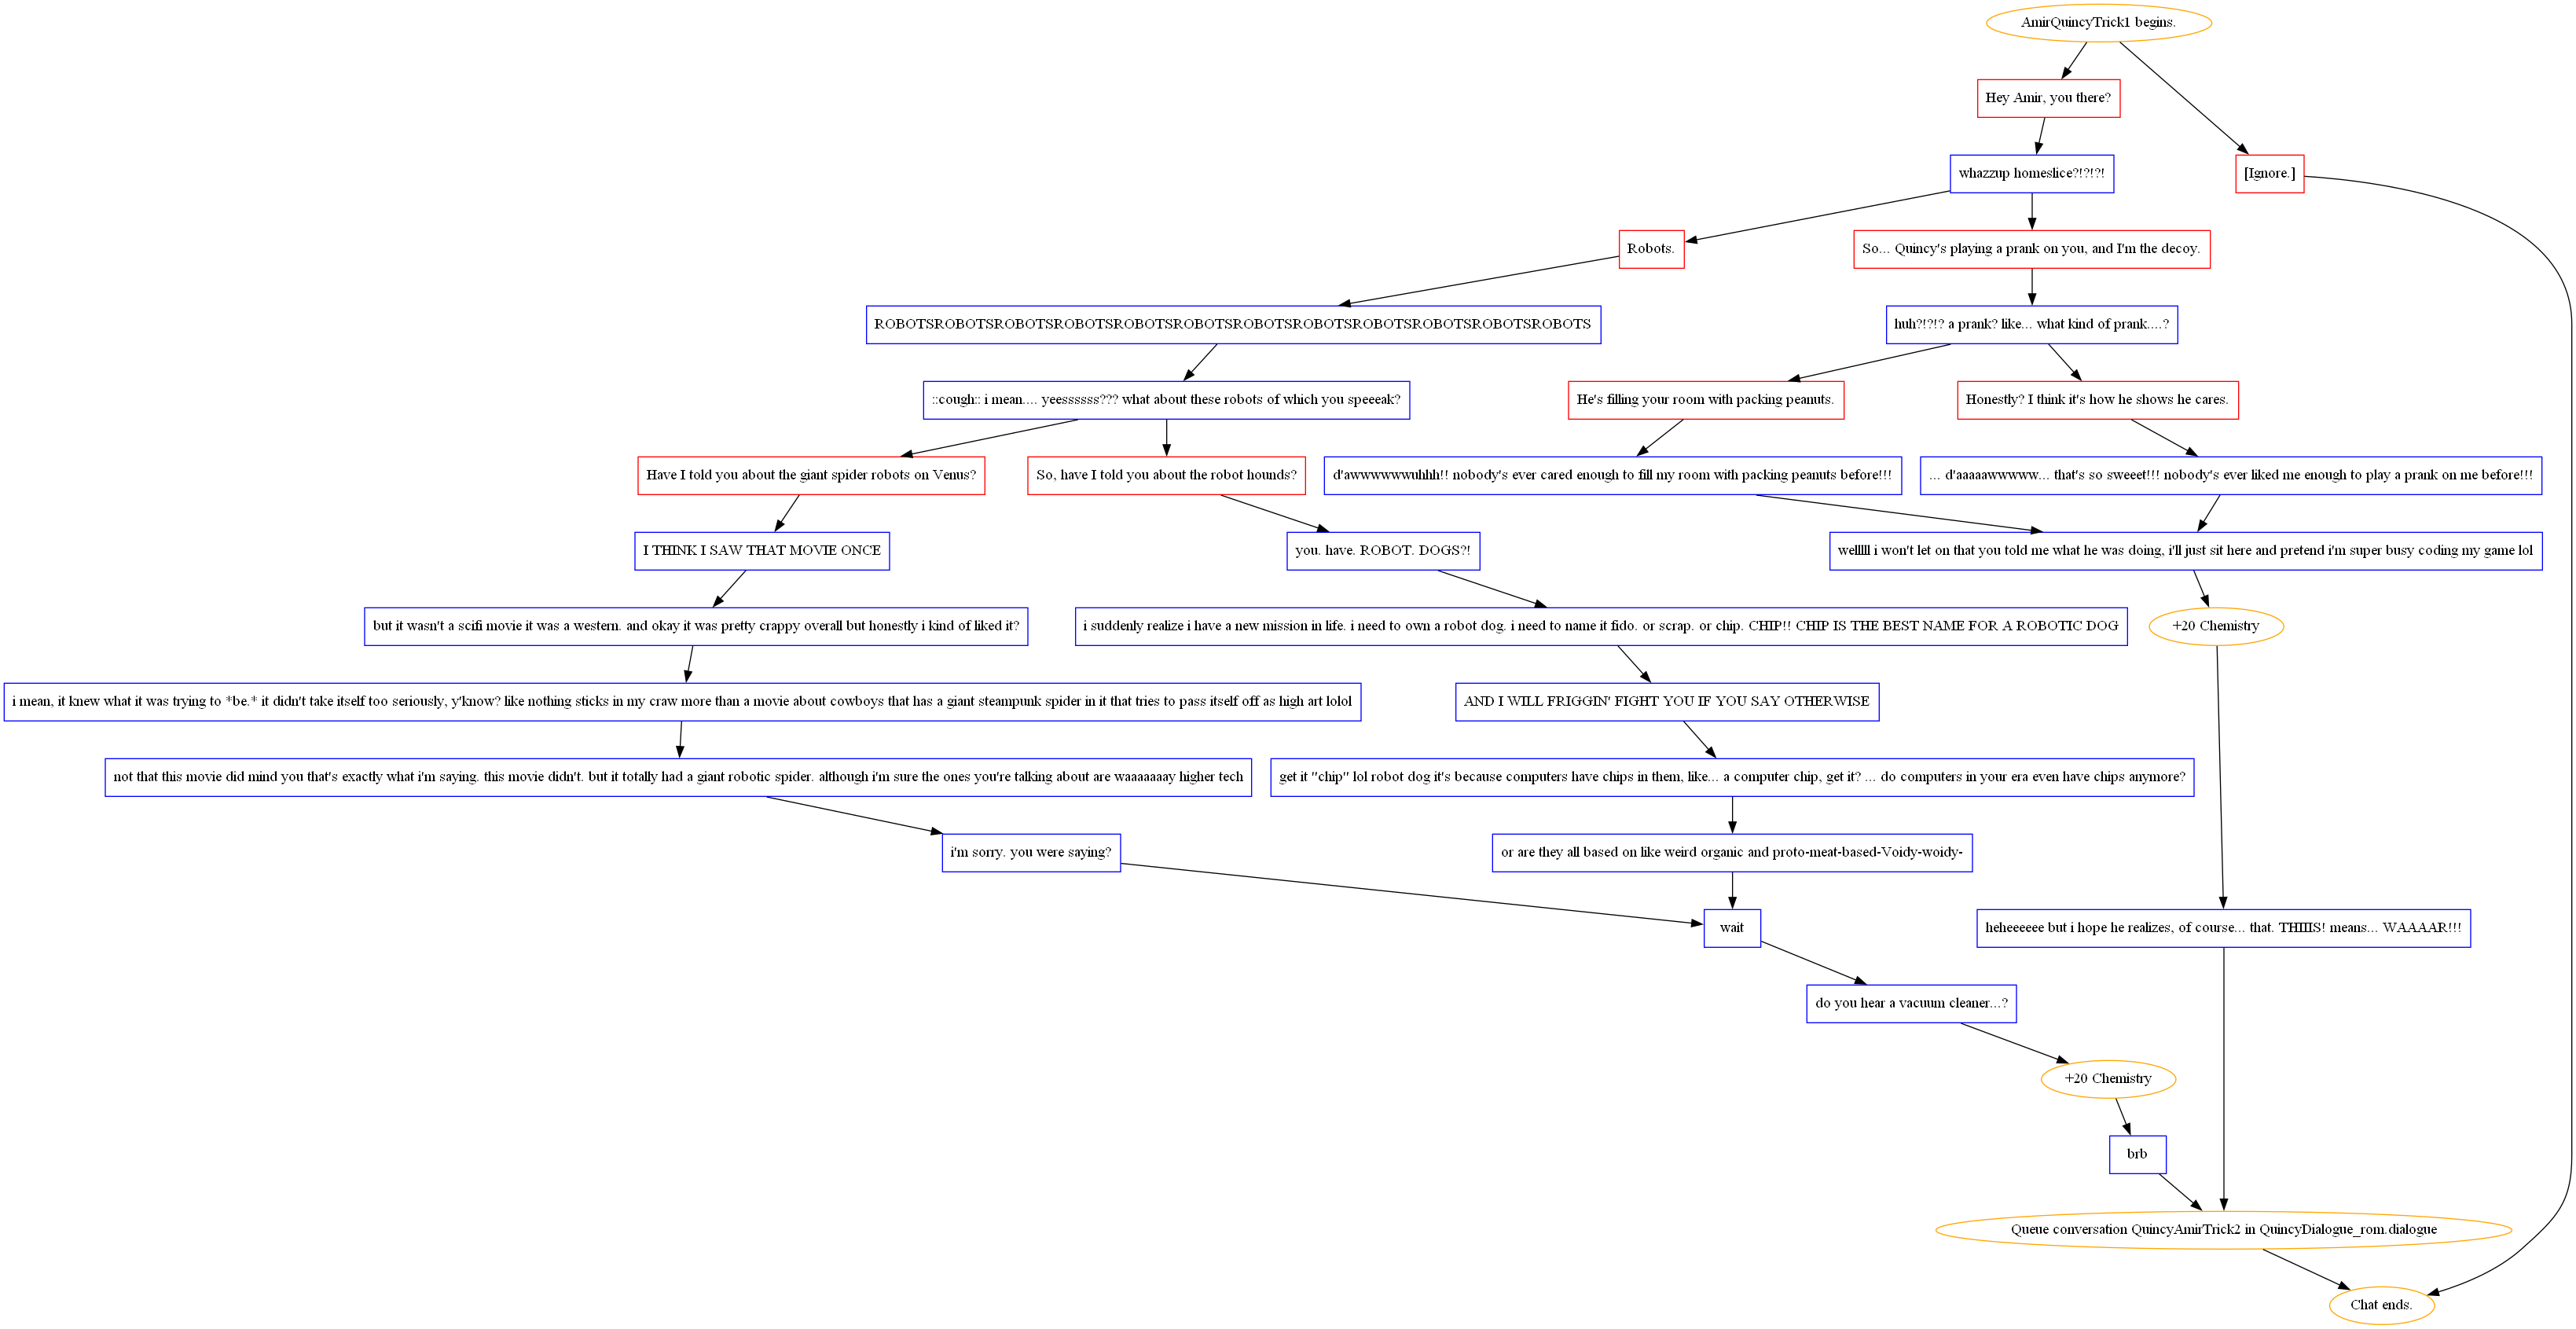 AmirQuincyTrick1 begins.
Hey Amir, you there?
whazzup homeslice?!?!?!
[Ignore.]
Robots.
So... Quincy's playing a prank on you, and I'm the decoy.
ROBOTSROBOTSROBOTSROBOTSROBOTSROBOTSROBOTSROBOTSROBOTSROBOTSROBOTSROBOTS
huh?!?!? a prank? like... what kind of prank....?
::cough:: i mean.... yeessssss??? what about these robots of which you speeeak?
He's filling your room with packing peanuts.
Honestly? I think it's how he shows he cares.
Have I told you about the giant spider robots on Venus?
So, have I told you about the robot hounds?
d'awwwwwwuhhh!! nobody's ever cared enough to fill my room with packing peanuts before!!!
... d'aaaaawwwww... that's so sweeet!!! nobody's ever liked me enough to play a prank on me before!!!
I THINK I SAW THAT MOVIE ONCE
you. have. ROBOT. DOGS?!
welllll i won't let on that you told me what he was doing, i'll just sit here and pretend i'm super busy coding my game lol
but it wasn't a scifi movie it was a western. and okay it was pretty crappy overall but honestly i kind of liked it?
i suddenly realize i have a new mission in life. i need to own a robot dog. i need to name it fido. or scrap. or chip. CHIP!! CHIP IS THE BEST NAME FOR A ROBOTIC DOG
+20 Chemistry
i mean, it knew what it was trying to *be.* it didn't take itself too seriously, y'know? like nothing sticks in my craw more than a movie about cowboys that has a giant steampunk spider in it that tries to pass itself off as high art lolol
AND I WILL FRIGGIN' FIGHT YOU IF YOU SAY OTHERWISE
not that this movie did mind you that's exactly what i'm saying. this movie didn't. but it totally had a giant robotic spider. although i'm sure the ones you're talking about are waaaaaaay higher tech
get it "chip" lol robot dog it's because computers have chips in them, like... a computer chip, get it? ... do computers in your era even have chips anymore?
i'm sorry. you were saying?
or are they all based on like weird organic and proto-meat-based-Voidy-woidy-
wait
heheeeeee but i hope he realizes, of course... that. THIIIS! means... WAAAAR!!!
do you hear a vacuum cleaner...?
+20 Chemistry
brb
Queue conversation QuincyAmirTrick2 in QuincyDialogue_rom.dialogue
Chat ends.